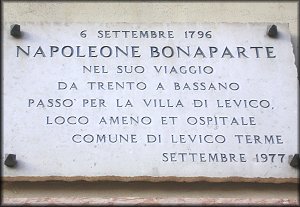 6 SETTEMBRE 1796
NAPOLEONE BONAPARTE
NEL SUO VIAGGIO
DA TRENTO A BASSANO
PASSO' PER LA VILLA DI LEVICO,
LOCO AMENO ET OSPITALE.
COMUNE DI LEVICO TERME
SETTEMBRE 1977